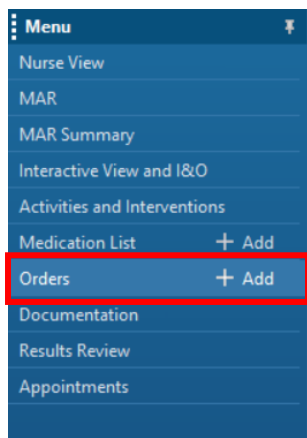 Menu
Nurse View
MAR
MAR Summary
Interactive View and I&O
Activities and Interventions
Medication List + Add
Orders + Add
Documentation
Results Review
Appointments